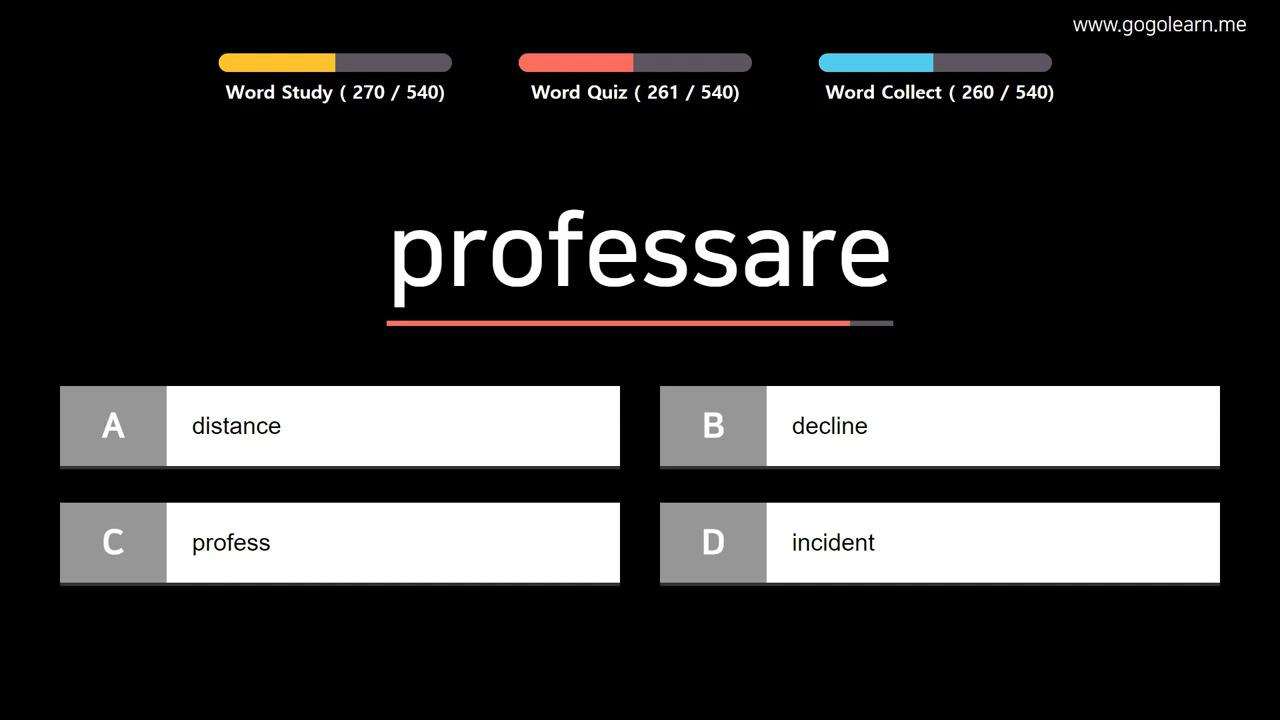 www.gogolearn.me
Word Study ( 270 / 540)
Word Quiz ( 261 / 540)
Word Collect ( 260 / 540)
professare
A distance
B decline
C profess
D incident